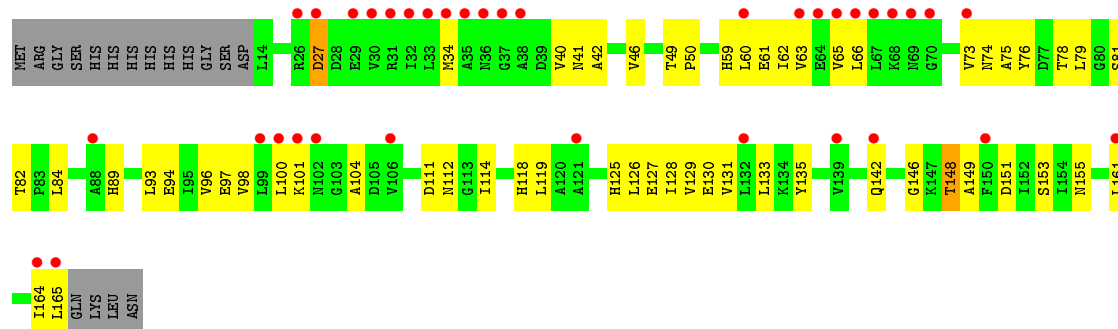 MET ARG GLY SER HIS HIS HIS HIS HIS HIS GLY SER ASP L14 R26 D27 D28 E29 V30 R31 I32 L33 M34 A35 N36 G37 A38 D39 V40 N41 A42 V46 T49 P50 H59 L60 E61 I62 V63 E64 V65 L66 L67 K68 N69 G70 V73 N74 A75 Y76 D77 T78 L79 G80 S81
T82 P83 L84 A88 H89 L93 E94 I95 V96 E97 V98 L99 L100 K101 N102 G103 A104 D105 V106 D111 N112 G113 I114 H118 L119 A120 A121 H125 L126 E127 I128 V129 E130 V131 L132 L133 K134 Y135 V139 Q142 G146 K147 T148 A149 F150 D151 I152 S153 I154 N155 L161
I164 L165 GLN LYS LEU ASN